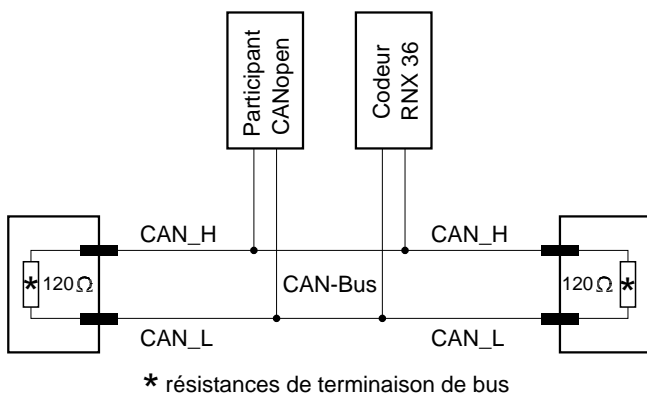 Participant
CANopen
Codeur
RNX 36
CAN_H
CAN_H
* 120 Ω
CAN-Bus
120 Ω *
CAN_L
CAN_L
* résistances de terminaison de bus